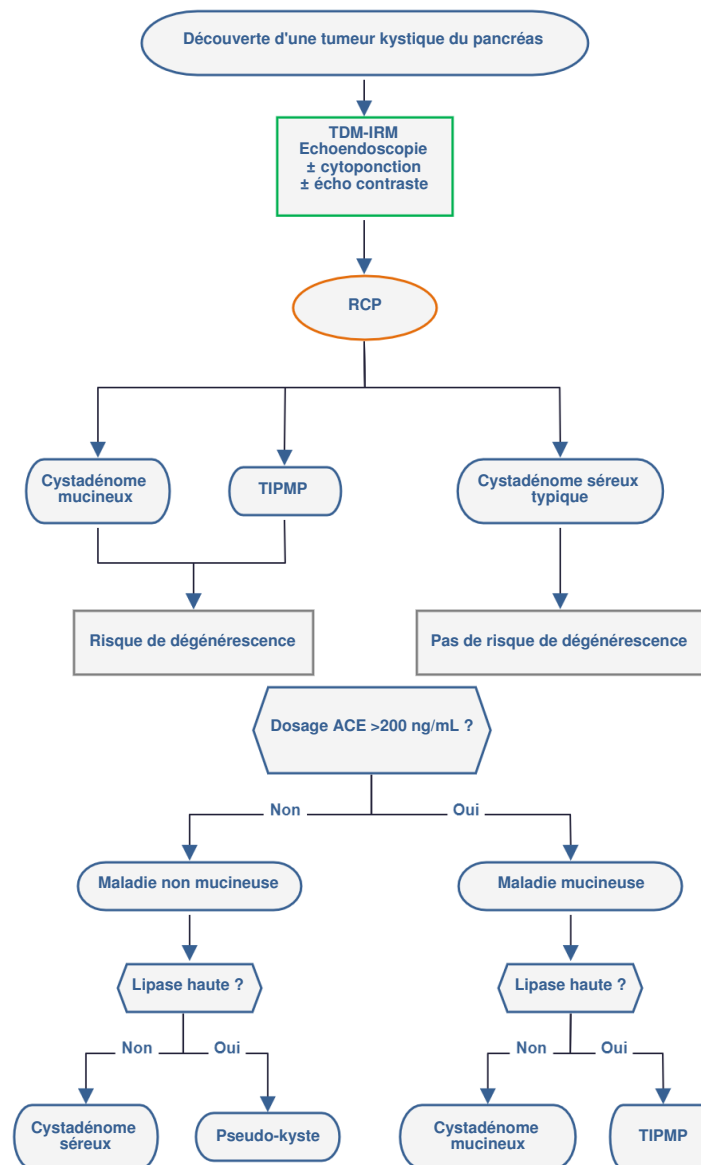 Découverte d'une tumeur kystique du pancréas
TDM-IRM
Echoendoscopie
± cytoponction
± écho contraste
RCP
Cystadénome
mucineux
TIPMP
Cystadénome séreux
typique
Risque de dégénérescence
Pas de risque de dégénérescence
Dosage ACE >200 ng/mL ?
Non
Oui
Maladie non mucineuse
Maladie mucineuse
Lipase haute ?
Lipase haute ?
Non
Oui
Non
Oui
Cystadénome
séreux
Pseudo-kyste
Cystadénome
mucineux
TIPMP